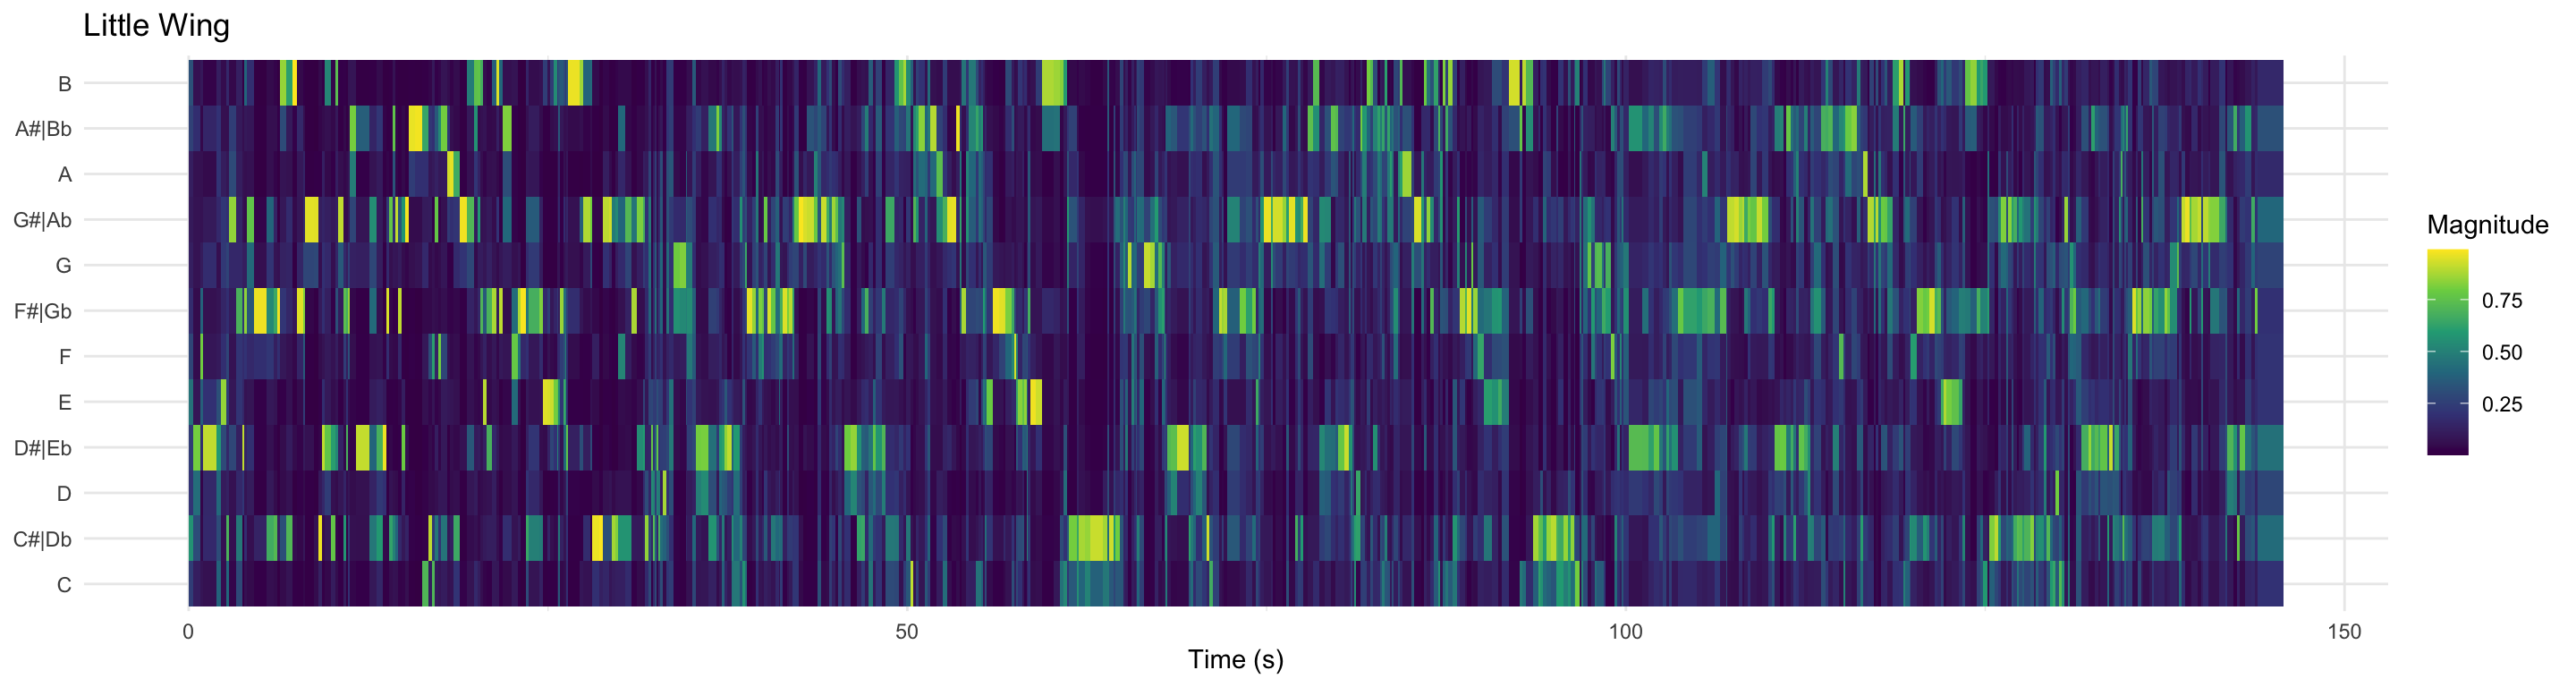 Little Wing
B
A#|Bb
A
G#|Ab
G
F#|Gb
F
E
D#|Eb
D
C#|Db
C
0 50 100 150
Time (s)
Magnitude
0.75
0.50
0.25